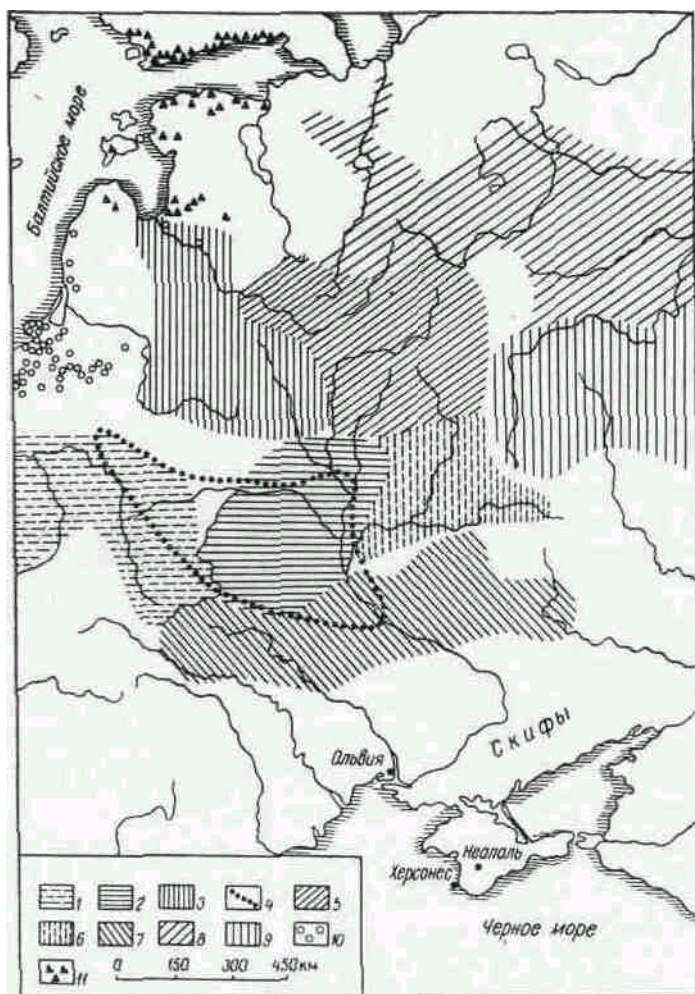 Балтийское море
Скифы
Ольвия
Неаполь
Херсонес
Черное море
1 2 3 4 5
6 7 8 9 10
11 0 150 300 450 км